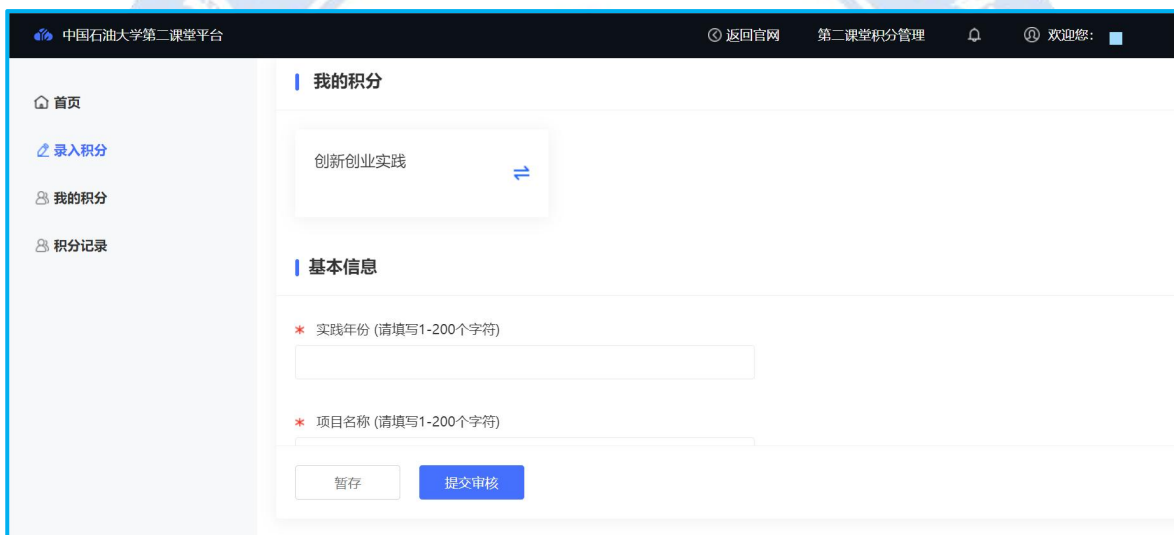 中国石油大学第二课堂平台 返回官网 第二课堂积分管理 欢迎您：
首页
录入积分
我的积分
积分记录
我的积分
创新创业实践
基本信息
* 实践年份 (请填写1-200个字符)
* 项目名称 (请填写1-200个字符)
暂存 提交审核